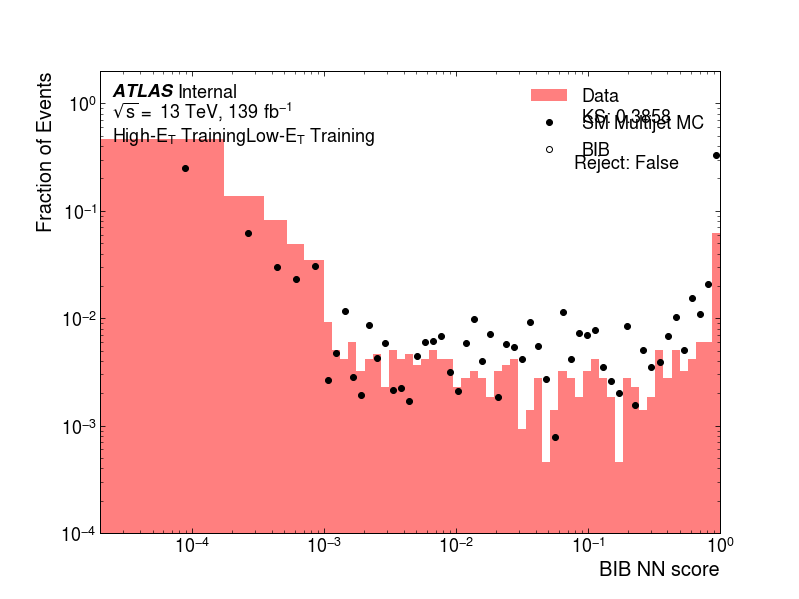 ATLAS Internal
√s = 13 TeV, 139 fb⁻¹
High-E_T TrainingLow-E_T Training
Data
KS: 0.3858
SM Multijet MC
BIB
Reject: False
Fraction of Events
10⁰
10⁻¹
10⁻²
10⁻³
10⁻⁴
10⁻⁴ 10⁻³ 10⁻² 10⁻¹ 10⁰
BIB NN score